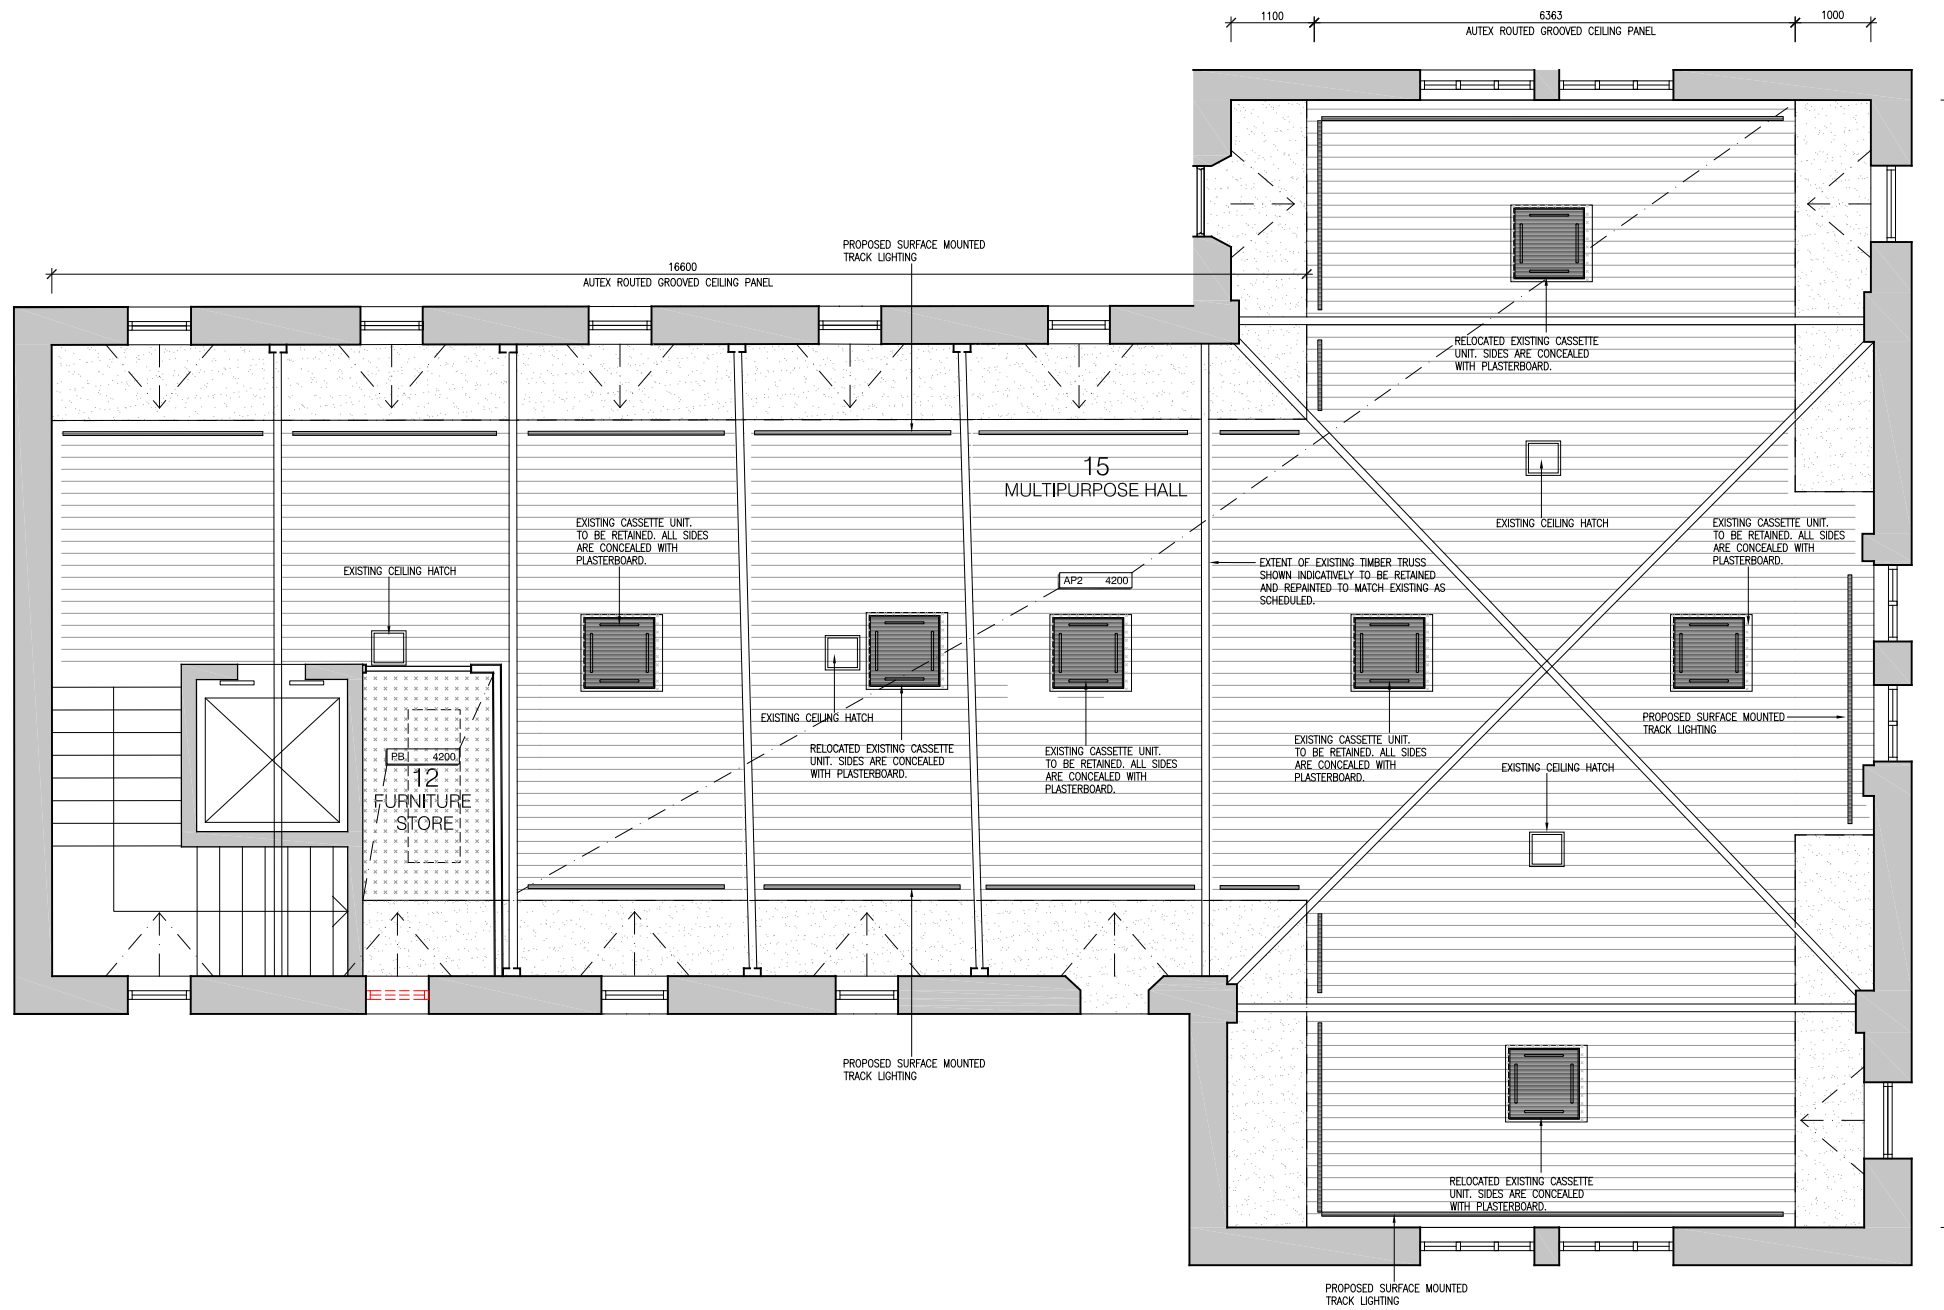 1100
6363
1000
AUTEX ROUTED GROOVED CEILING PANEL
PROPOSED SURFACE MOUNTED
TRACK LIGHTING
16600
AUTEX ROUTED GROOVED CEILING PANEL
RELOCATED EXISTING CASSETTE
UNIT. SIDES ARE CONCEALED
WITH PLASTERBOARD.
15
MULTIPURPOSE HALL
EXISTING CASSETTE UNIT.
TO BE RETAINED. ALL SIDES
ARE CONCEALED WITH
PLASTERBOARD.
EXISTING CEILING HATCH
EXISTING CASSETTE UNIT.
TO BE RETAINED. ALL SIDES
ARE CONCEALED WITH
PLASTERBOARD.
EXISTING CEILING HATCH
AP2 4200
EXTENT OF EXISTING TIMBER TRUSS
SHOWN INDICATIVELY TO BE RETAINED
AND REPAINTED TO MATCH EXISTING AS
SCHEDULED.
EXISTING CEILING HATCH
RELOCATED EXISTING CASSETTE
UNIT. SIDES ARE CONCEALED
WITH PLASTERBOARD.
EXISTING CASSETTE UNIT.
TO BE RETAINED. ALL SIDES
ARE CONCEALED WITH
PLASTERBOARD.
EXISTING CASSETTE UNIT.
TO BE RETAINED. ALL SIDES
ARE CONCEALED WITH
PLASTERBOARD.
PROPOSED SURFACE MOUNTED
TRACK LIGHTING
EXISTING CEILING HATCH
PB 4200
12
FURNITURE
STORE
PROPOSED SURFACE MOUNTED
TRACK LIGHTING
RELOCATED EXISTING CASSETTE
UNIT. SIDES ARE CONCEALED
WITH PLASTERBOARD.
PROPOSED SURFACE MOUNTED
TRACK LIGHTING